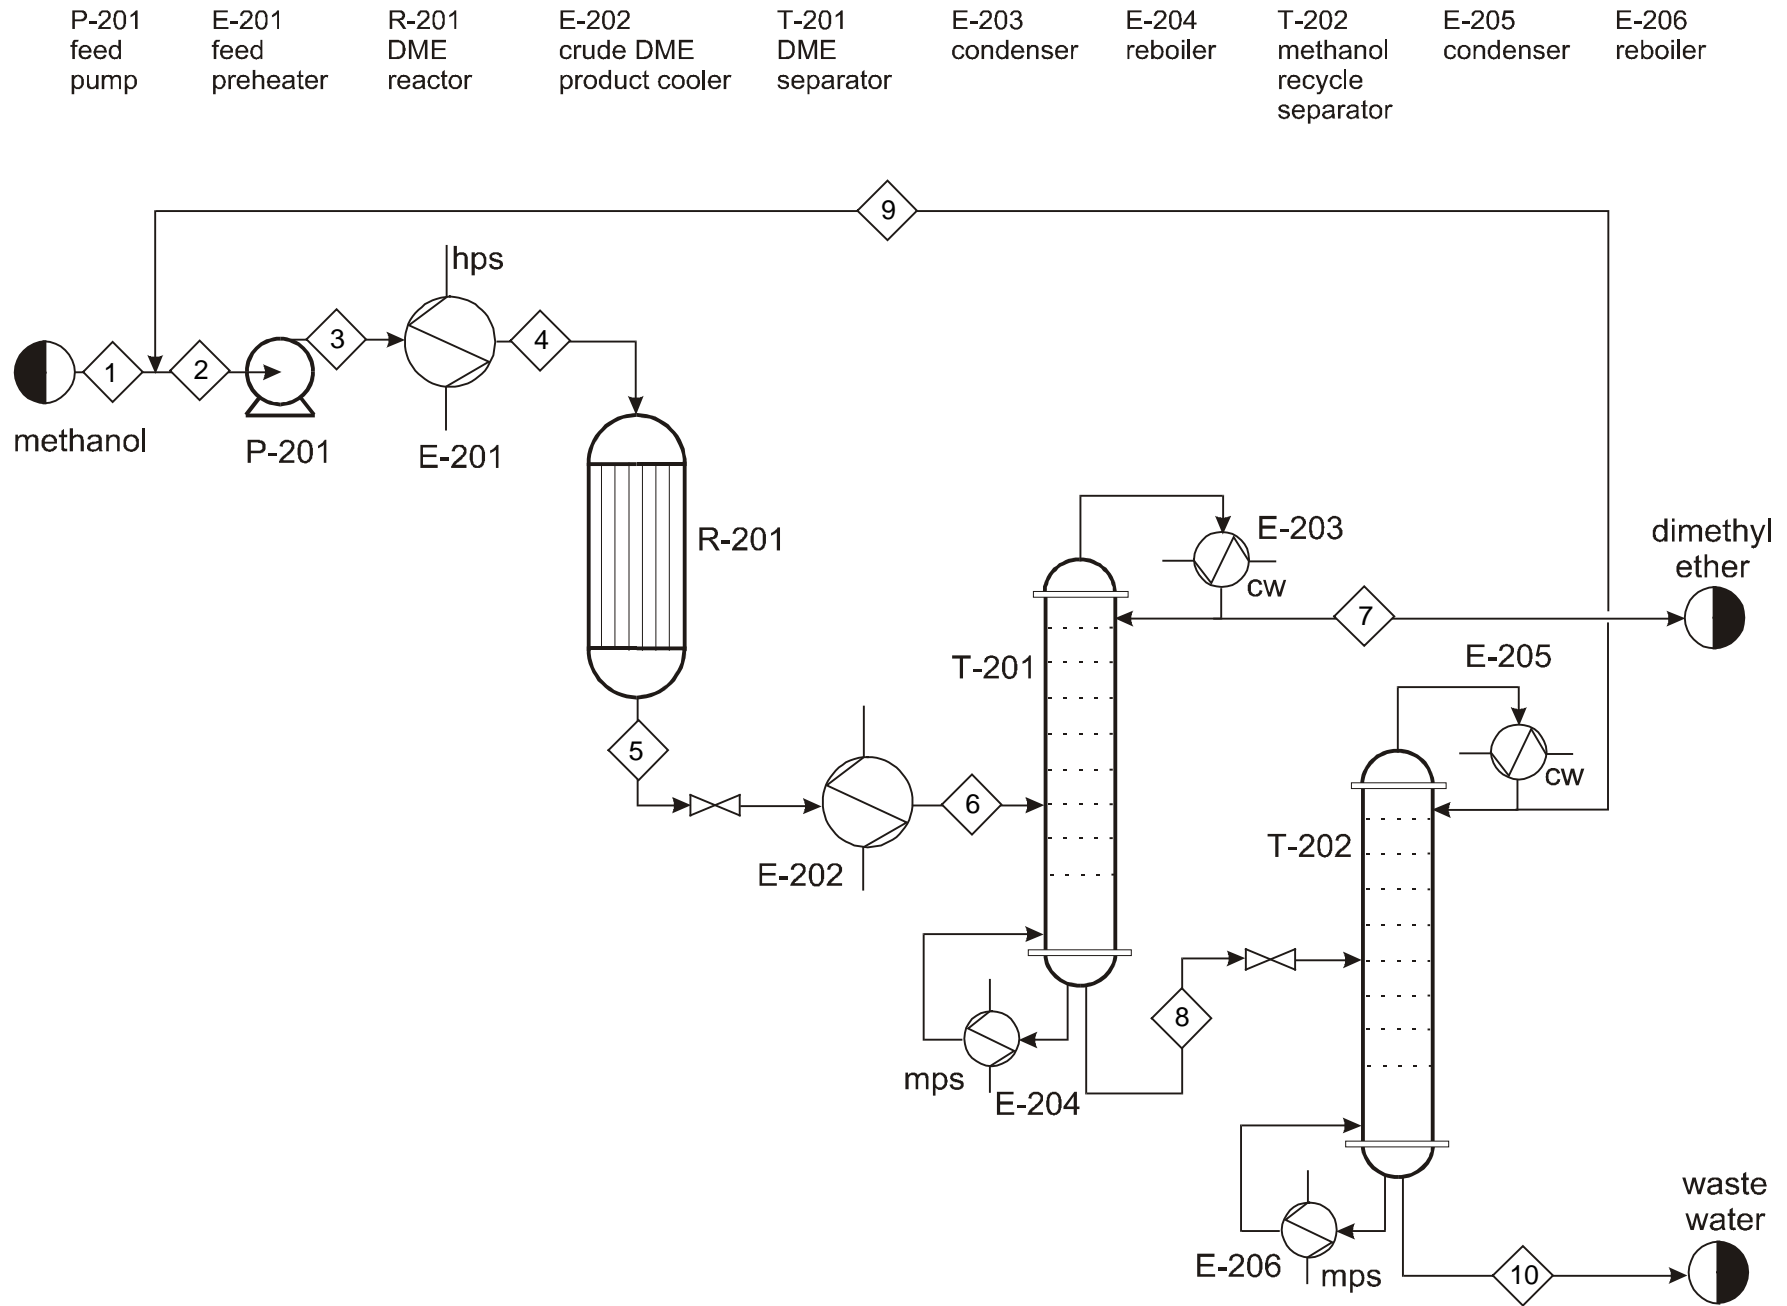 P-201
feed
pump
E-201
feed
preheater
R-201
DME
reactor
E-202
crude DME
product cooler
T-201
DME
separator
E-203
condenser
E-204
reboiler
T-202
methanol
recycle
separator
E-205
condenser
E-206
reboiler
9
hps
3
4
1
2
methanol
P-201
E-201
R-201
E-203
cw
dimethyl
ether
7
T-201
E-205
cw
5
6
E-202
T-202
8
mps
E-204
waste
water
E-206
mps
10